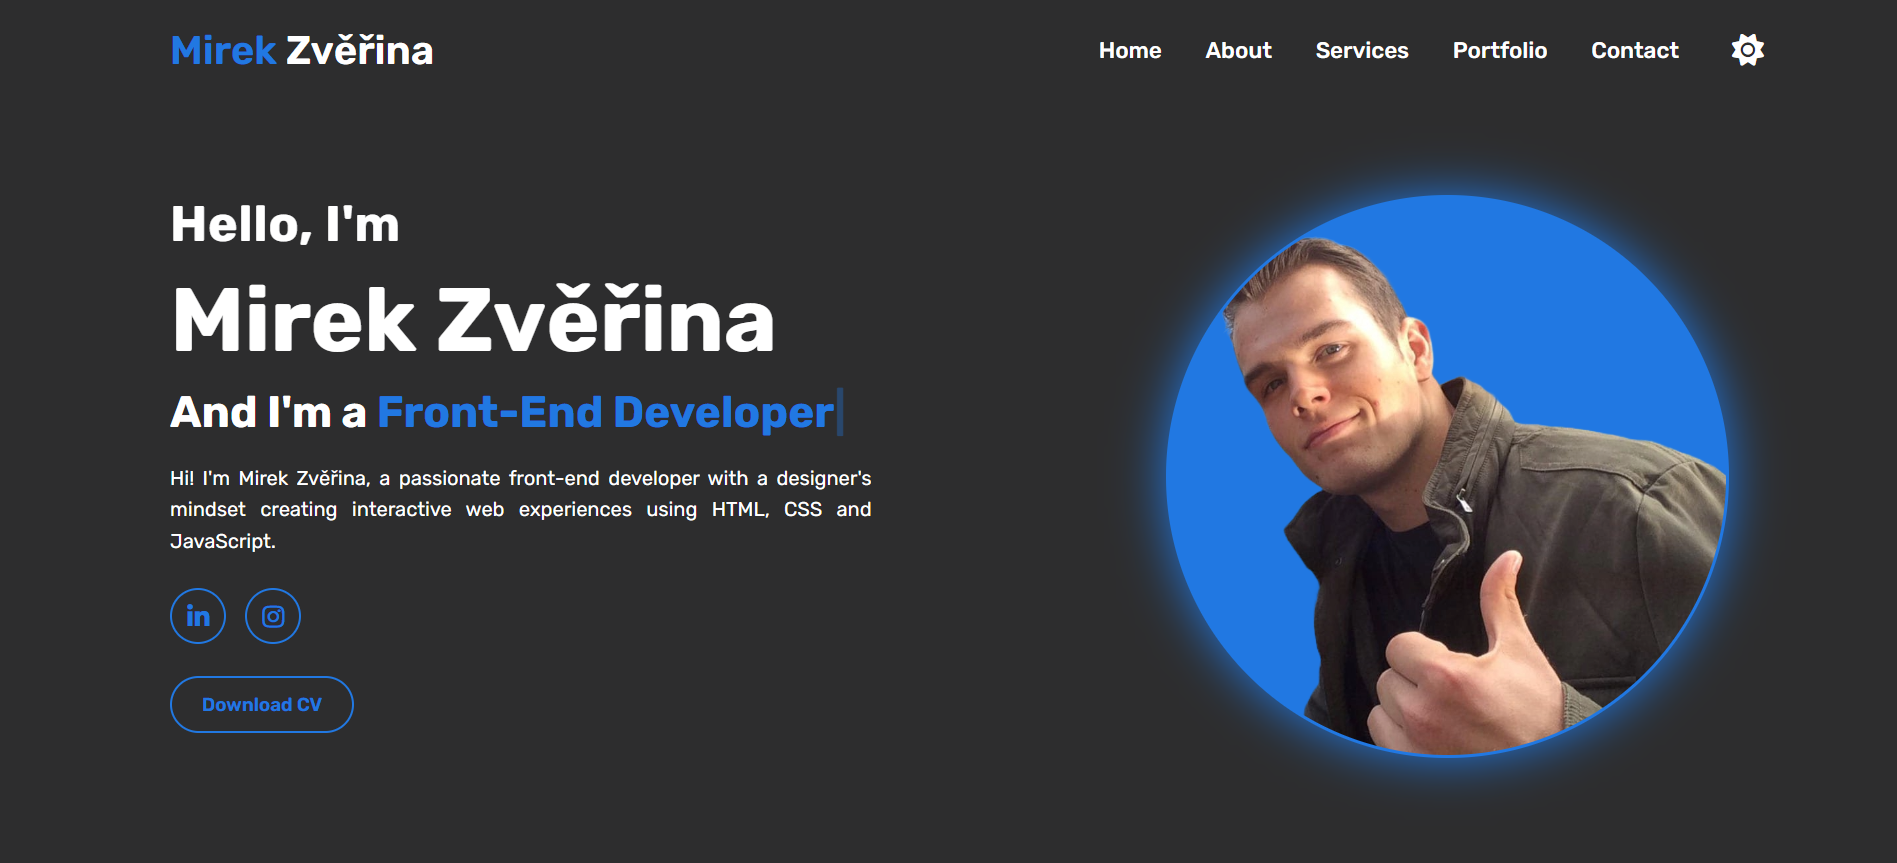 Mirek Zvěřina
Home About Services Portfolio Contact
Hello, I'm
Mirek Zvěřina
And I'm a Front-End Developer
Hi! I'm Mirek Zvěřina, a passionate front-end developer with a designer's
mindset creating interactive web experiences using HTML, CSS and
JavaScript.
in
Download CV